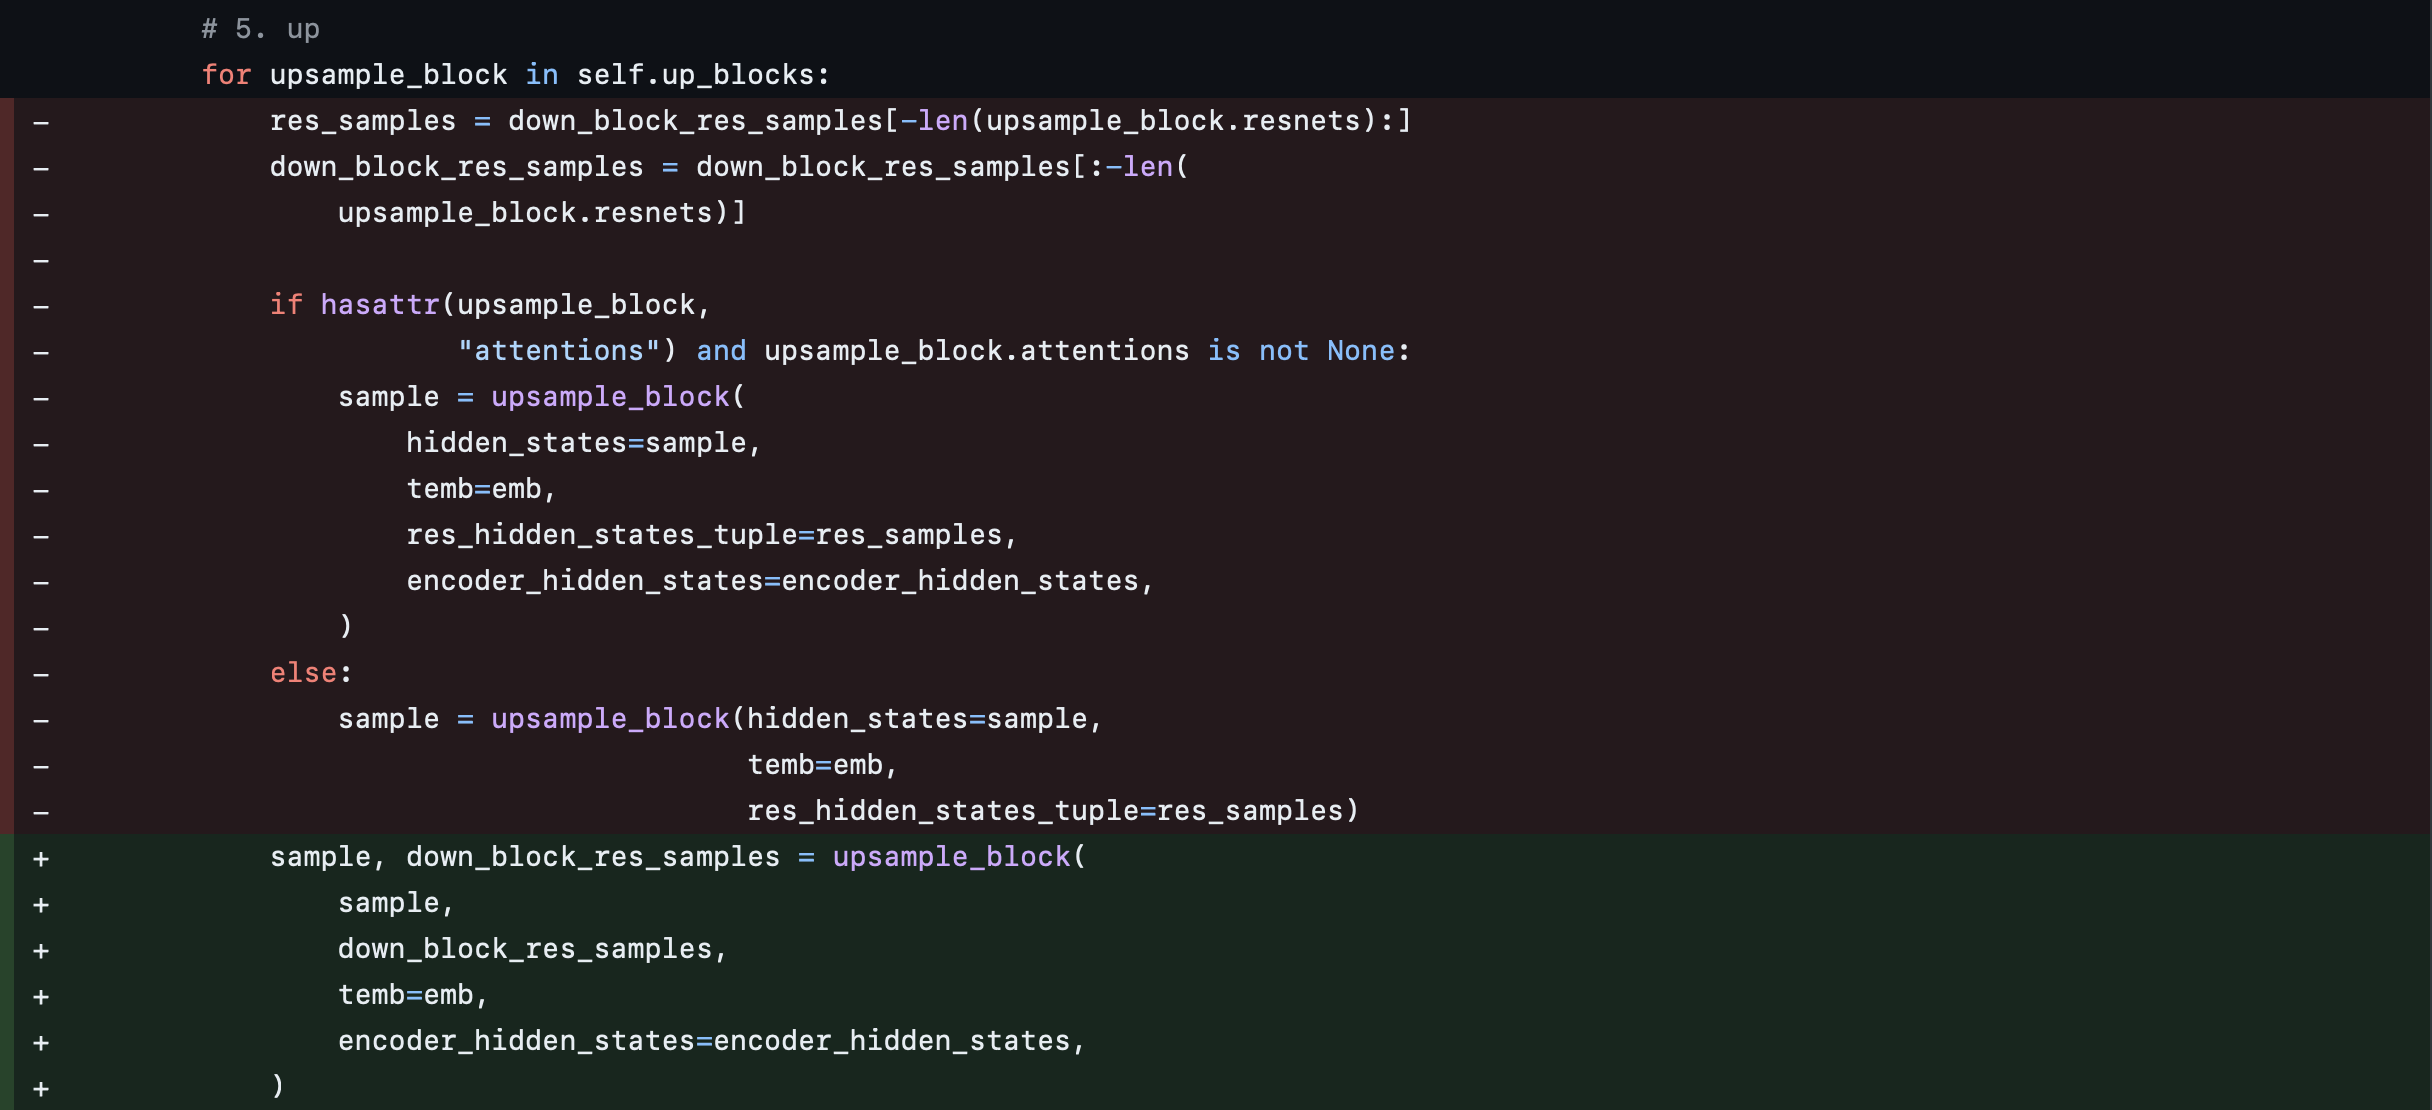 # 5. up
for upsample_block in self.up_blocks:
-            res_samples = down_block_res_samples[-len(upsample_block.resnets):]
-            down_block_res_samples = down_block_res_samples[:-len(
-                upsample_block.resnets)]
-
-            if hasattr(upsample_block,
-                       "attentions") and upsample_block.attentions is not None:
-                sample = upsample_block(
-                    hidden_states=sample,
-                    temb=emb,
-                    res_hidden_states_tuple=res_samples,
-                    encoder_hidden_states=encoder_hidden_states,
-                )
-            else:
-                sample = upsample_block(hidden_states=sample,
-                                        temb=emb,
-                                        res_hidden_states_tuple=res_samples)
+            sample, down_block_res_samples = upsample_block(
+                sample,
+                down_block_res_samples,
+                temb=emb,
+                encoder_hidden_states=encoder_hidden_states,
+            )